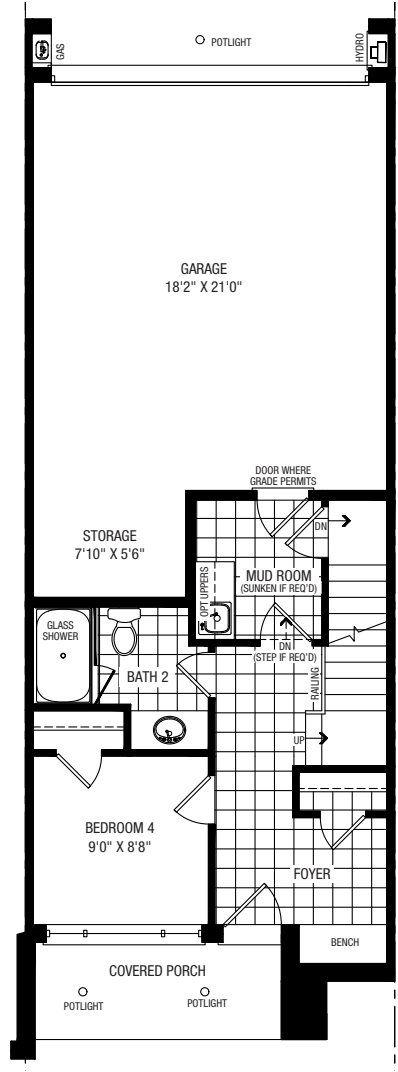 GAS
POTLIGHT
HYDRO
GARAGE
18'2" X 21'0"
DOOR WHERE
GRADE PERMITS
STORAGE
7'10" X 5'6"
DN
OPT UPPERS
MUD ROOM
(SUNKEN IF REQ'D)
GLASS
SHOWER
DN
(STEP IF REQ'D)
BATH 2
RAILING
UP
BEDROOM 4
9'0" X 8'8"
FOYER
BENCH
COVERED PORCH
POTLIGHT
POTLIGHT